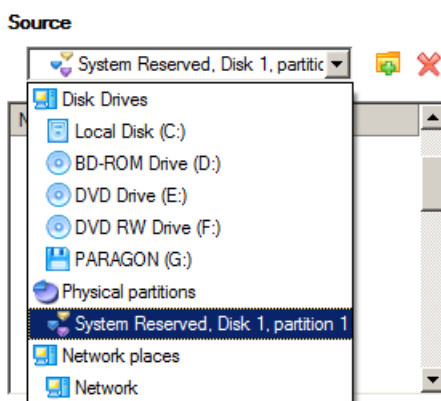 Source
System Reserved, Disk 1, partitic
N
Disk Drives
Local Disk (C:)
BD-ROM Drive (D:)
DVD Drive (E:)
DVD RW Drive (F:)
PARAGON (G:)
Physical partitions
System Reserved, Disk 1, partition 1
Network places
Network